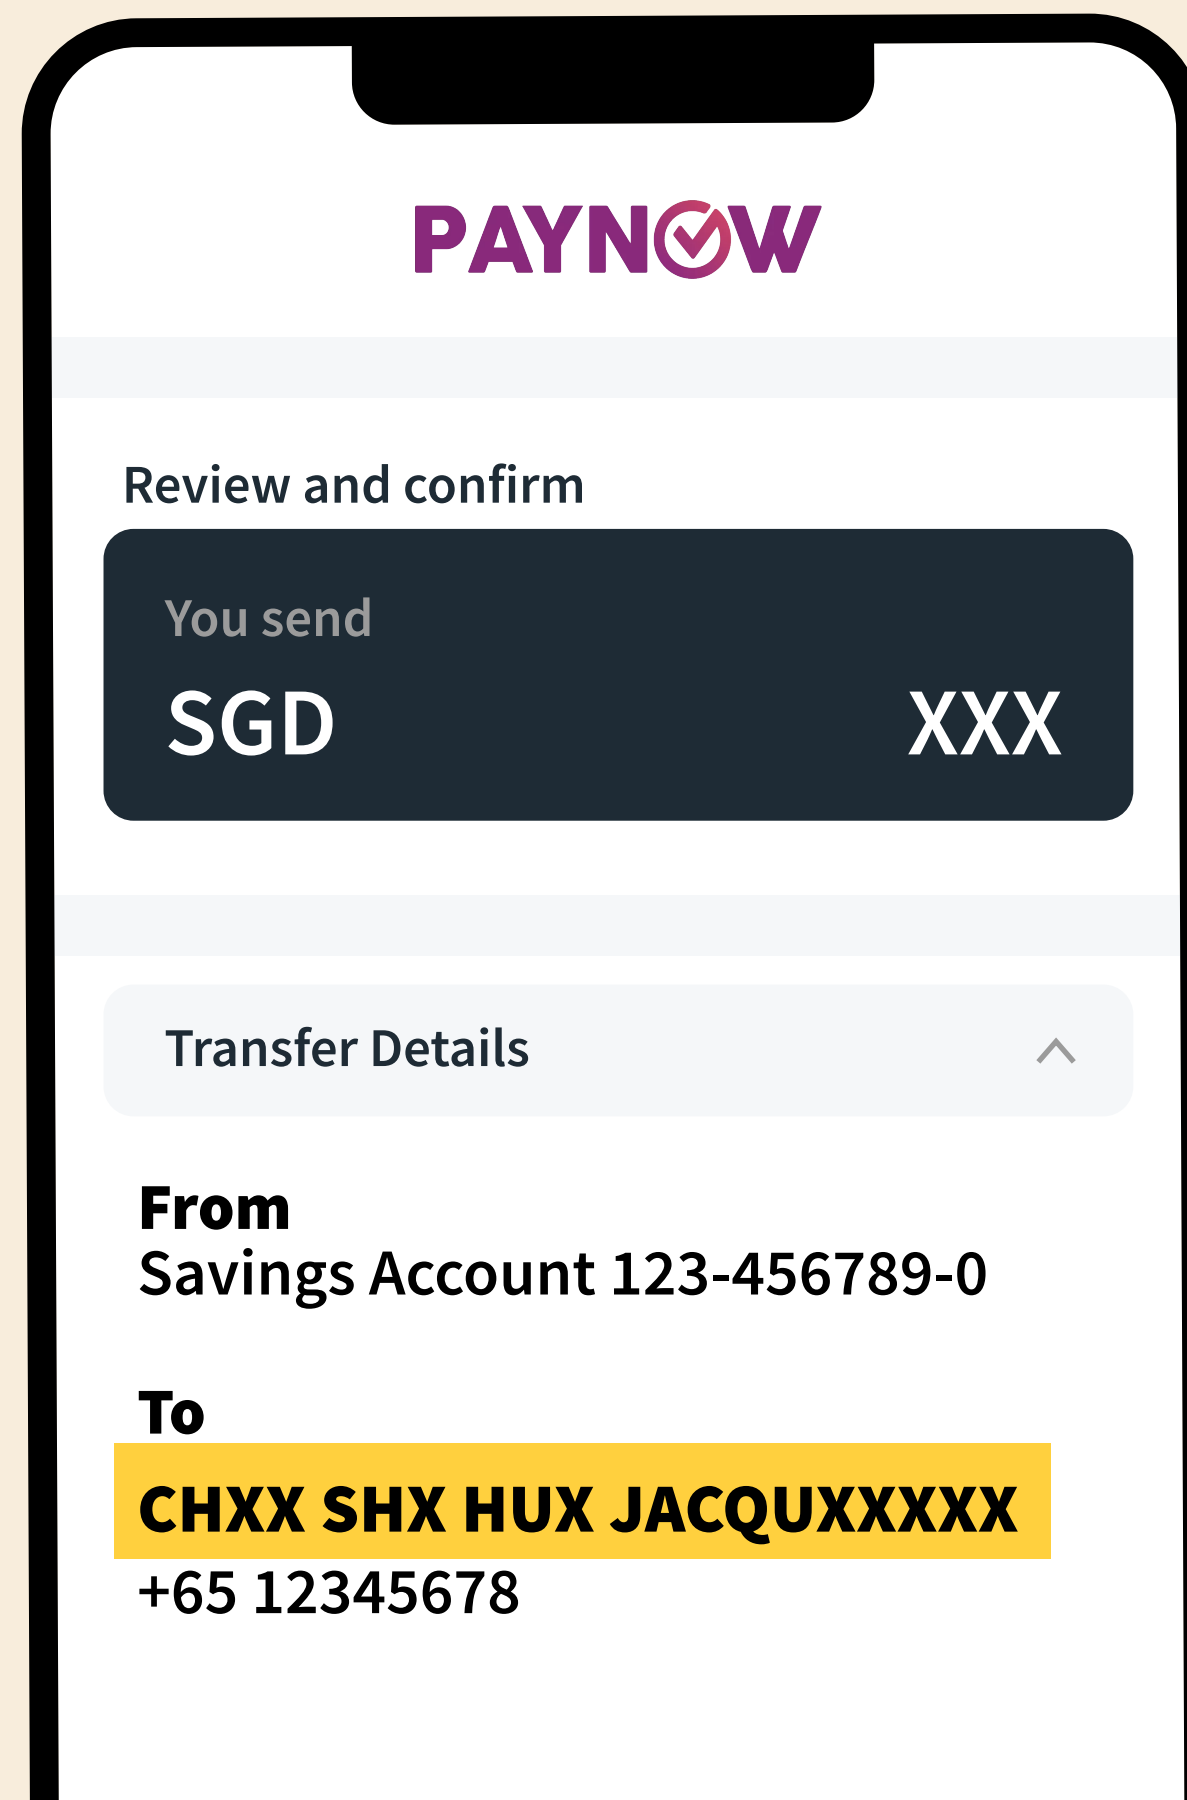 PAYNOW
Review and confirm
You send
SGD XXX
Transfer Details
From
Savings Account 123-456789-0
To
CHXX SHX HUX JACQUXXXXX
+65 12345678